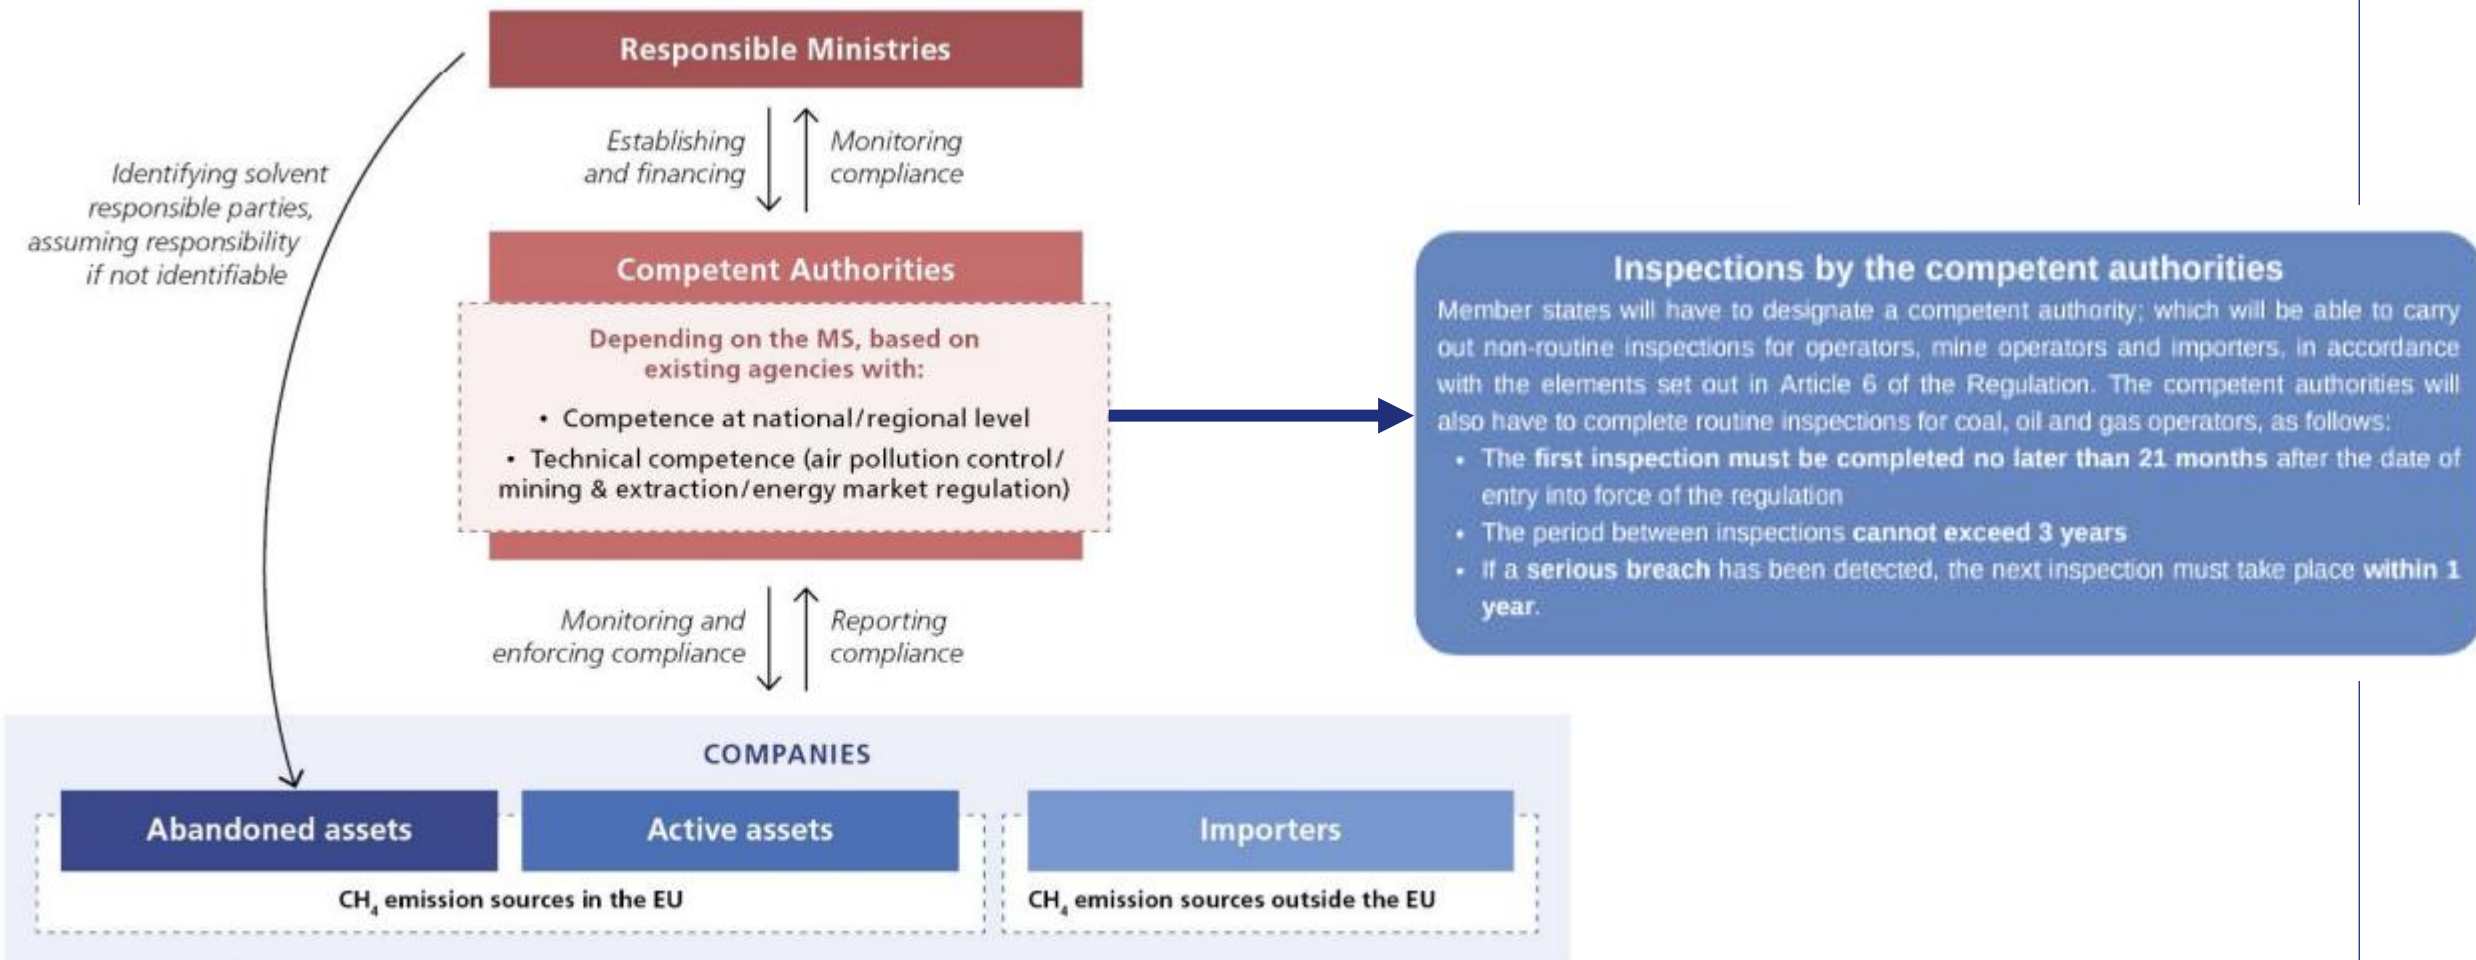 Responsible Ministries
Establishing
and financing
Monitoring
compliance
Identifying solvent
responsible parties,
assuming responsibility
if not identifiable
Competent Authorities
Depending on the MS, based on
existing agencies with:
• Competence at national/regional level
• Technical competence (air pollution control/
mining & extraction/energy market regulation)
Inspections by the competent authorities
Member states will have to designate a competent authority; which will be able to carry
out non-routine inspections for operators, mine operators and importers, in accordance
with the elements set out in Article 6 of the Regulation. The competent authorities will
also have to complete routine inspections for coal, oil and gas operators, as follows:
• The first inspection must be completed no later than 21 months after the date of
entry into force of the regulation
• The period between inspections cannot exceed 3 years
• If a serious breach has been detected, the next inspection must take place within 1
year.
Monitoring and
enforcing compliance
Reporting
compliance
COMPANIES
Abandoned assets
Active assets
Importers
CH₄ emission sources in the EU
CH₄ emission sources outside the EU